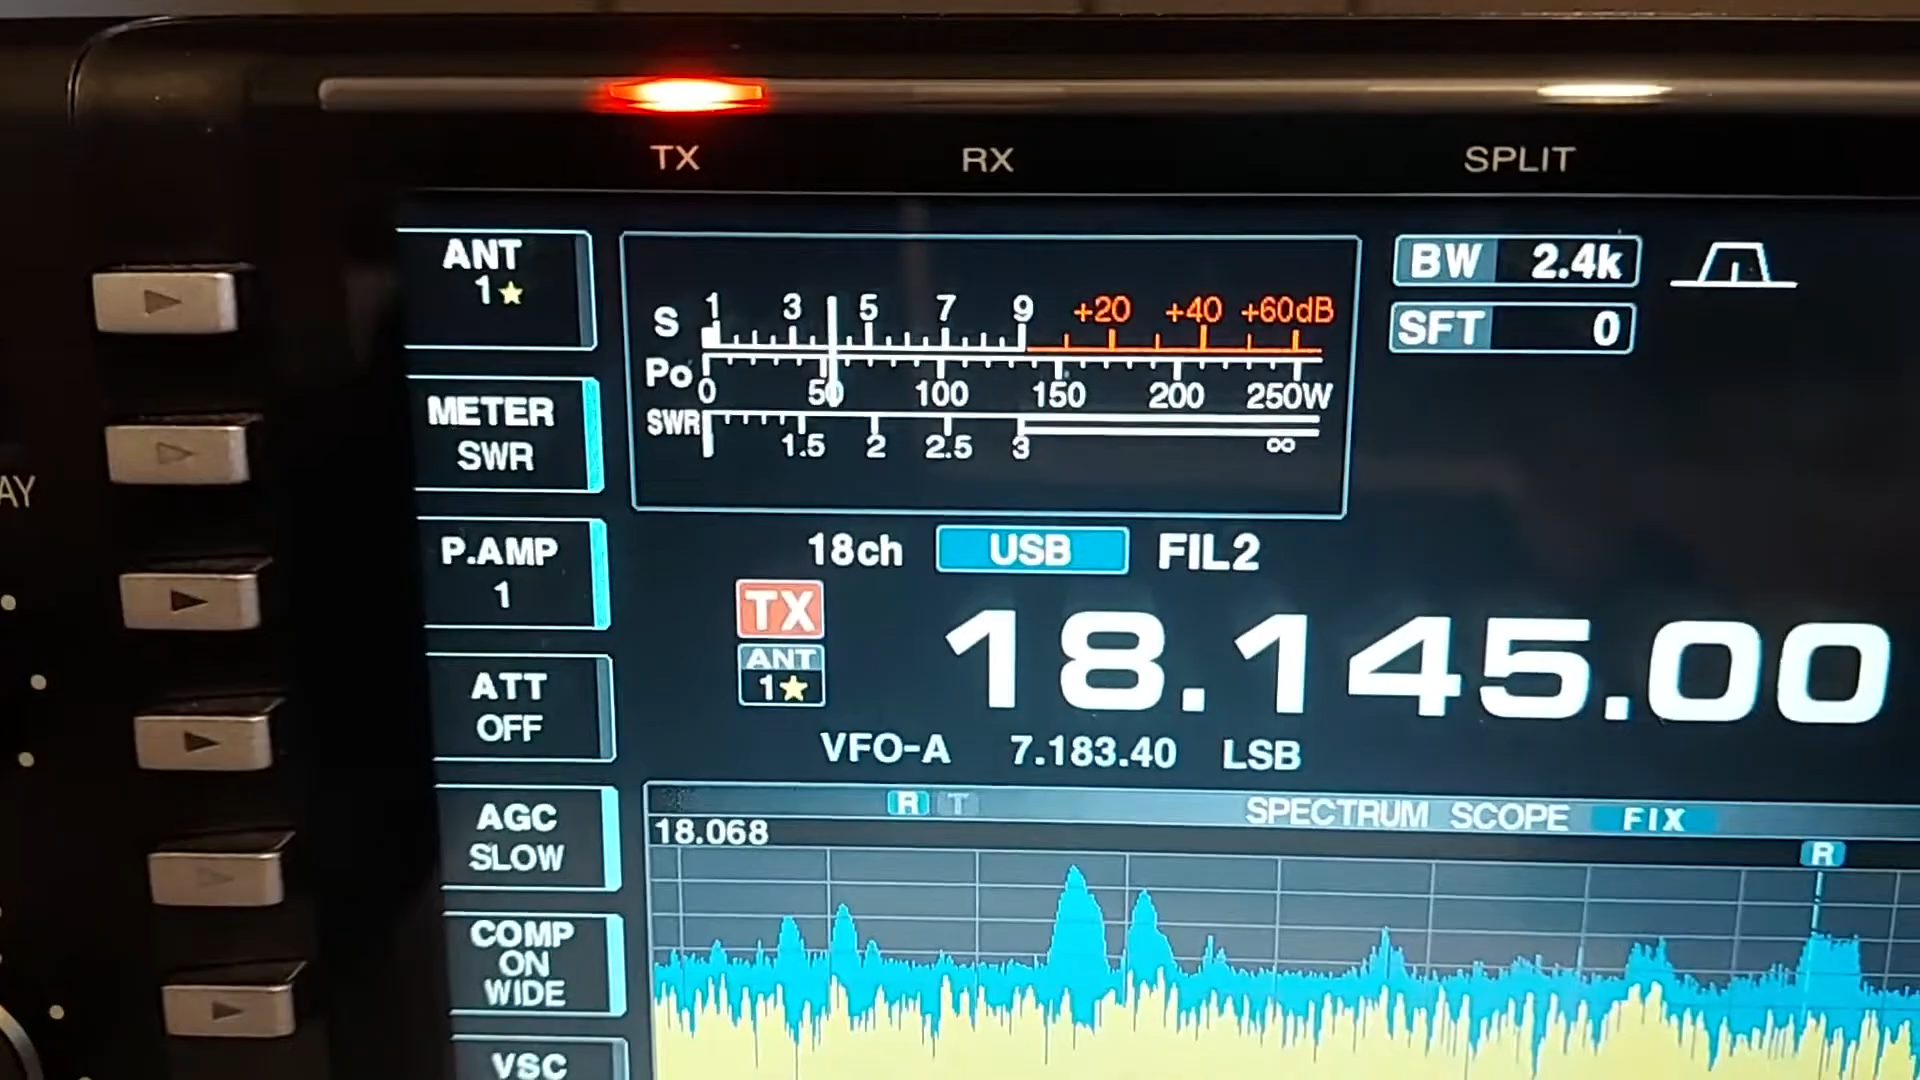 TX RX SPLIT
ANT
1★
BW 2.4k
SFT 0
S 1 3 5 7 9 +20 +40 +60dB
Po 0 50 100 150 200 250W
SWR 1.5 2 2.5 3 ∞
METER
SWR
AY
P.AMP
1
18ch USB FIL2
TX
ANT
1★
18.145.00
ATT
OFF
VFO-A 7.183.40 LSB
AGC
SLOW
R T SPECTRUM SCOPE FIX
18.068
R
COMP
ON
WIDE
VSC